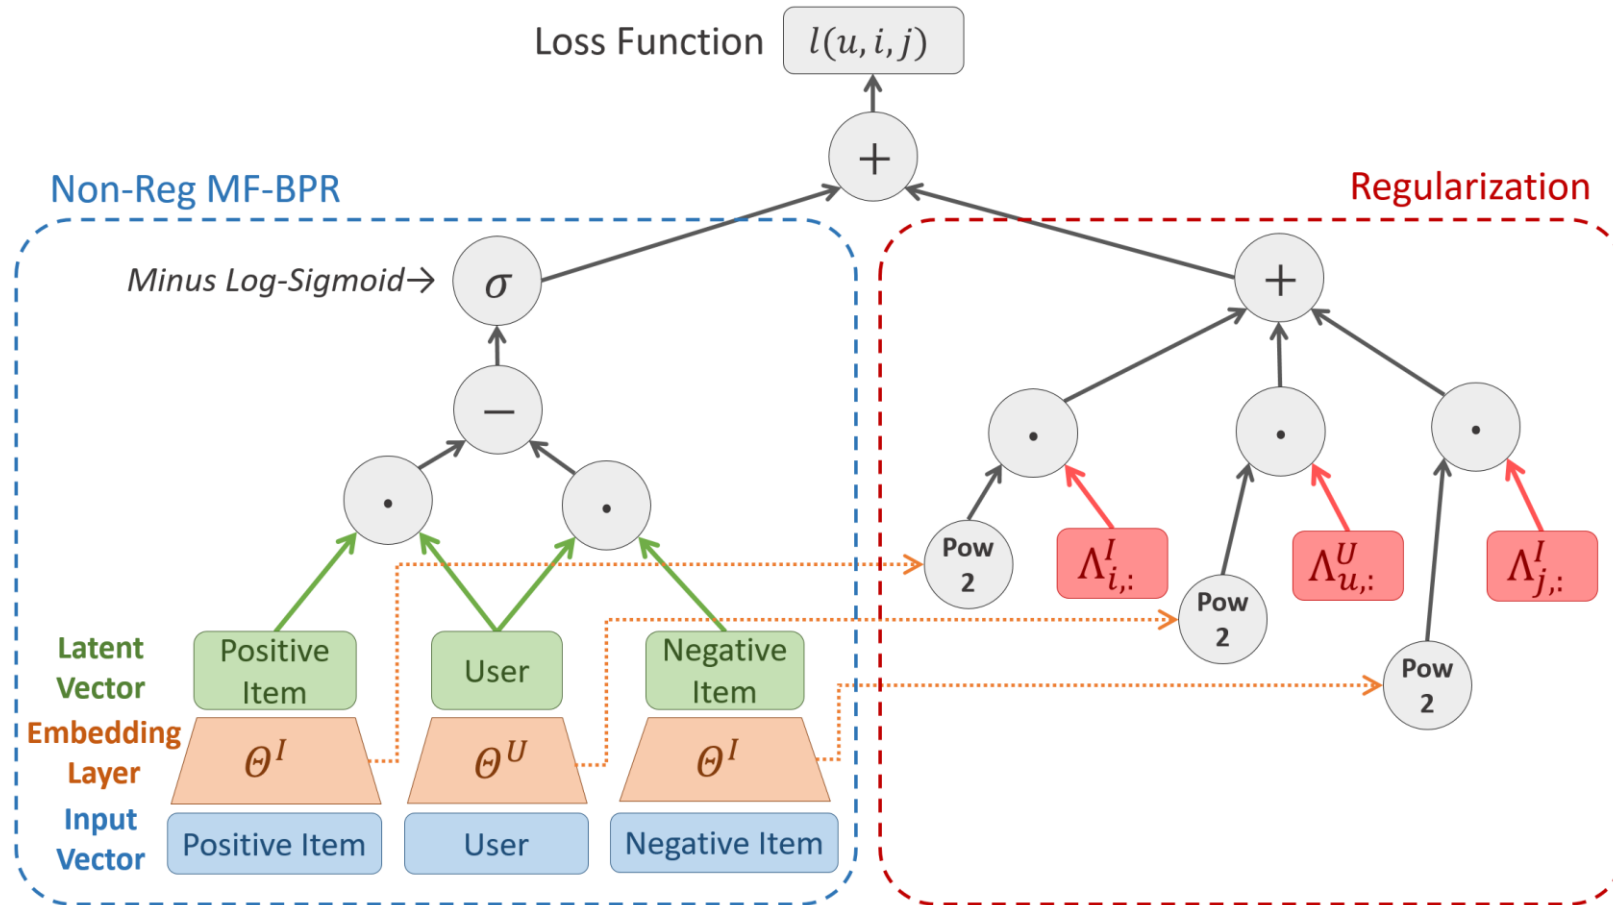 Loss Function
l(u, i, j)
+
Non-Reg MF-BPR
Regularization
Minus Log-Sigmoid→
σ
+
−
·
·
·
·
·
Pow
2
Λ^I_{i,:}
Pow
2
Λ^U_{u,:}
Pow
2
Λ^I_{j,:}
Latent
Vector
Positive
Item
User
Negative
Item
Embedding
Layer
Θ^I
Θ^U
Θ^I
Input
Vector
Positive Item
User
Negative Item